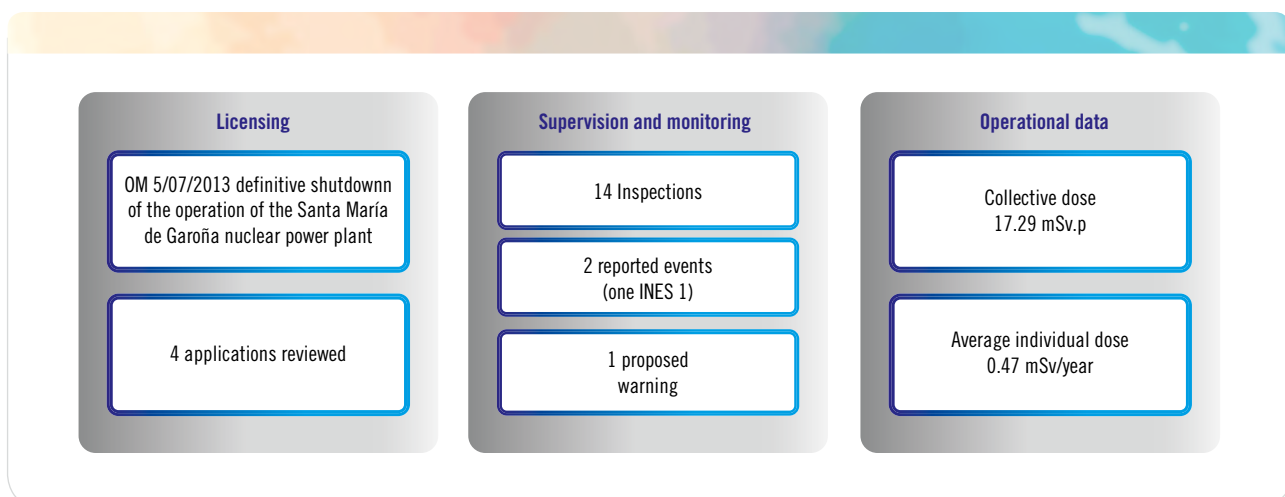 Licensing
OM 5/07/2013 definitive shutdownn
of the operation of the Santa María
de Garoña nuclear power plant
4 applications reviewed
Supervision and monitoring
14 Inspections
2 reported events
(one INES 1)
1 proposed
warning
Operational data
Collective dose
17.29 mSv.p
Average individual dose
0.47 mSv/year